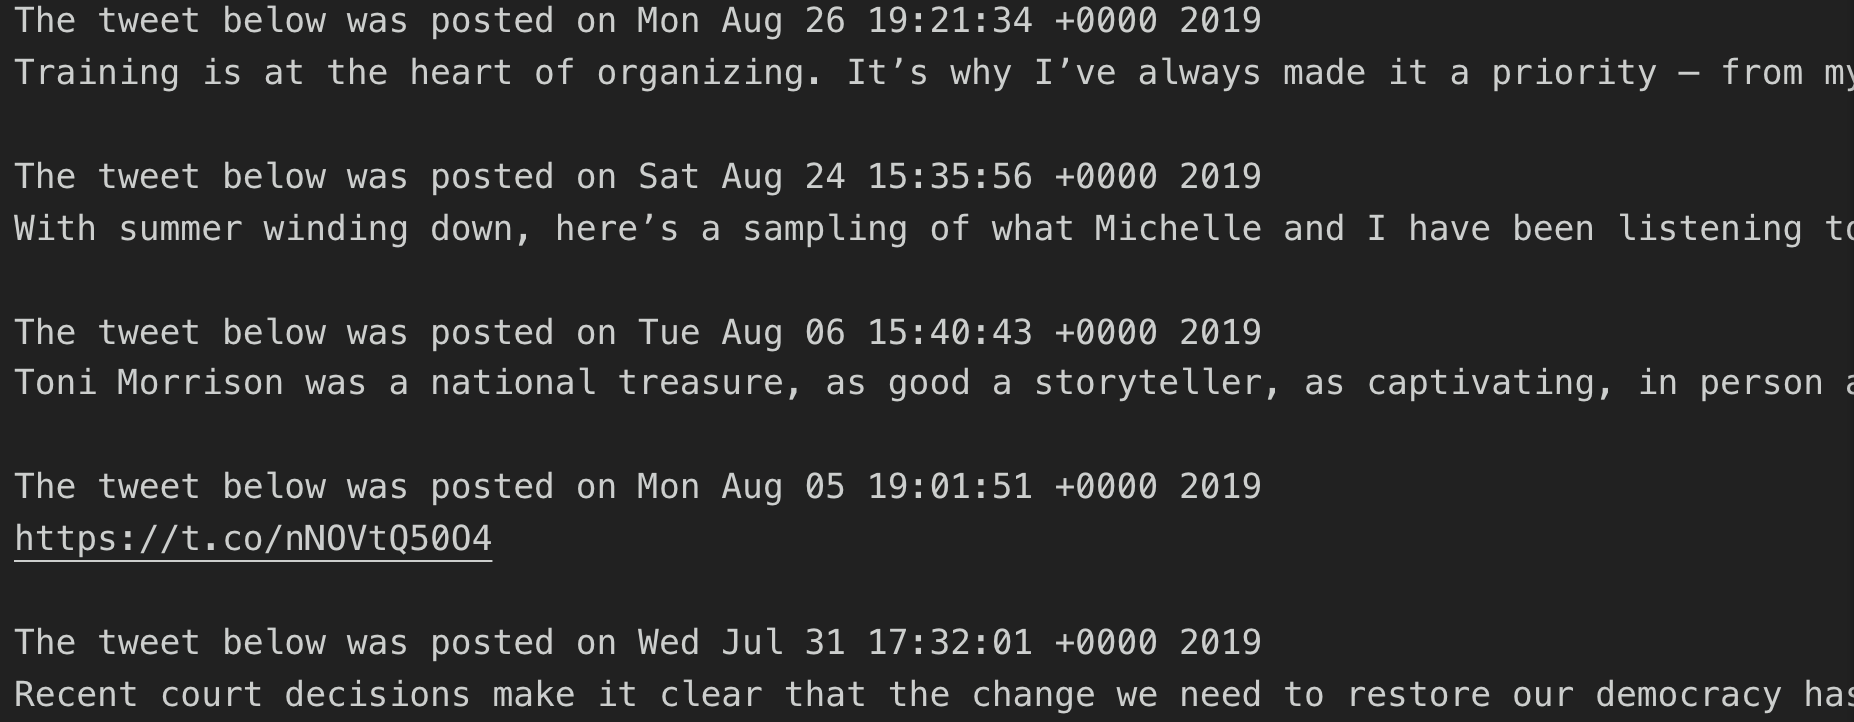 The tweet below was posted on Mon Aug 26 19:21:34 +0000 2019
Training is at the heart of organizing. It’s why I’ve always made it a priority — from my
The tweet below was posted on Sat Aug 24 15:35:56 +0000 2019
With summer winding down, here’s a sampling of what Michelle and I have been listening to
The tweet below was posted on Tue Aug 06 15:40:43 +0000 2019
Toni Morrison was a national treasure, as good a storyteller, as captivating, in person a
The tweet below was posted on Mon Aug 05 19:01:51 +0000 2019
https://t.co/nNOVtQ50O4
The tweet below was posted on Wed Jul 31 17:32:01 +0000 2019
Recent court decisions make it clear that the change we need to restore our democracy has